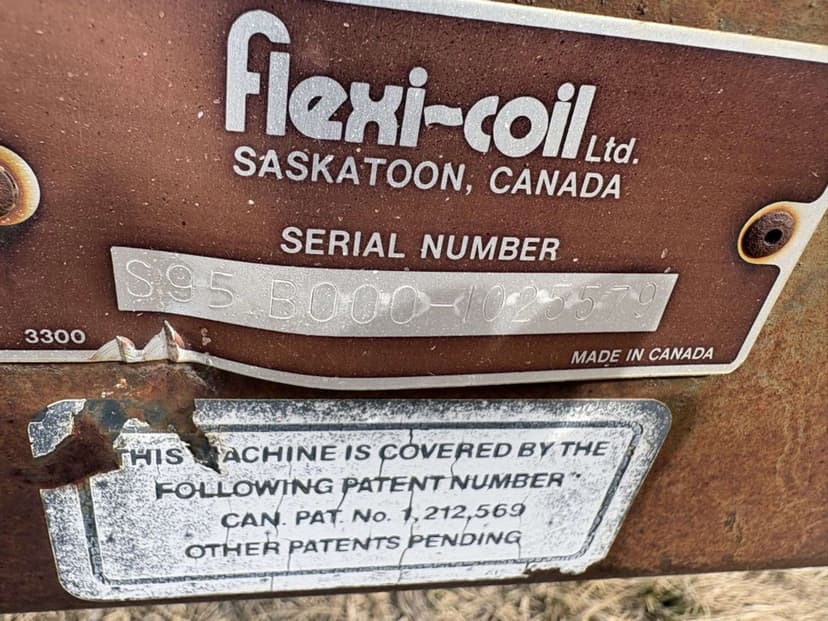 flexi-coil Ltd.
SASKATOON, CANADA
SERIAL NUMBER
S95 B000-1025579
3300
MADE IN CANADA
THIS MACHINE IS COVERED BY THE
FOLLOWING PATENT NUMBER
CAN. PAT. No. 1,212,569
OTHER PATENTS PENDING